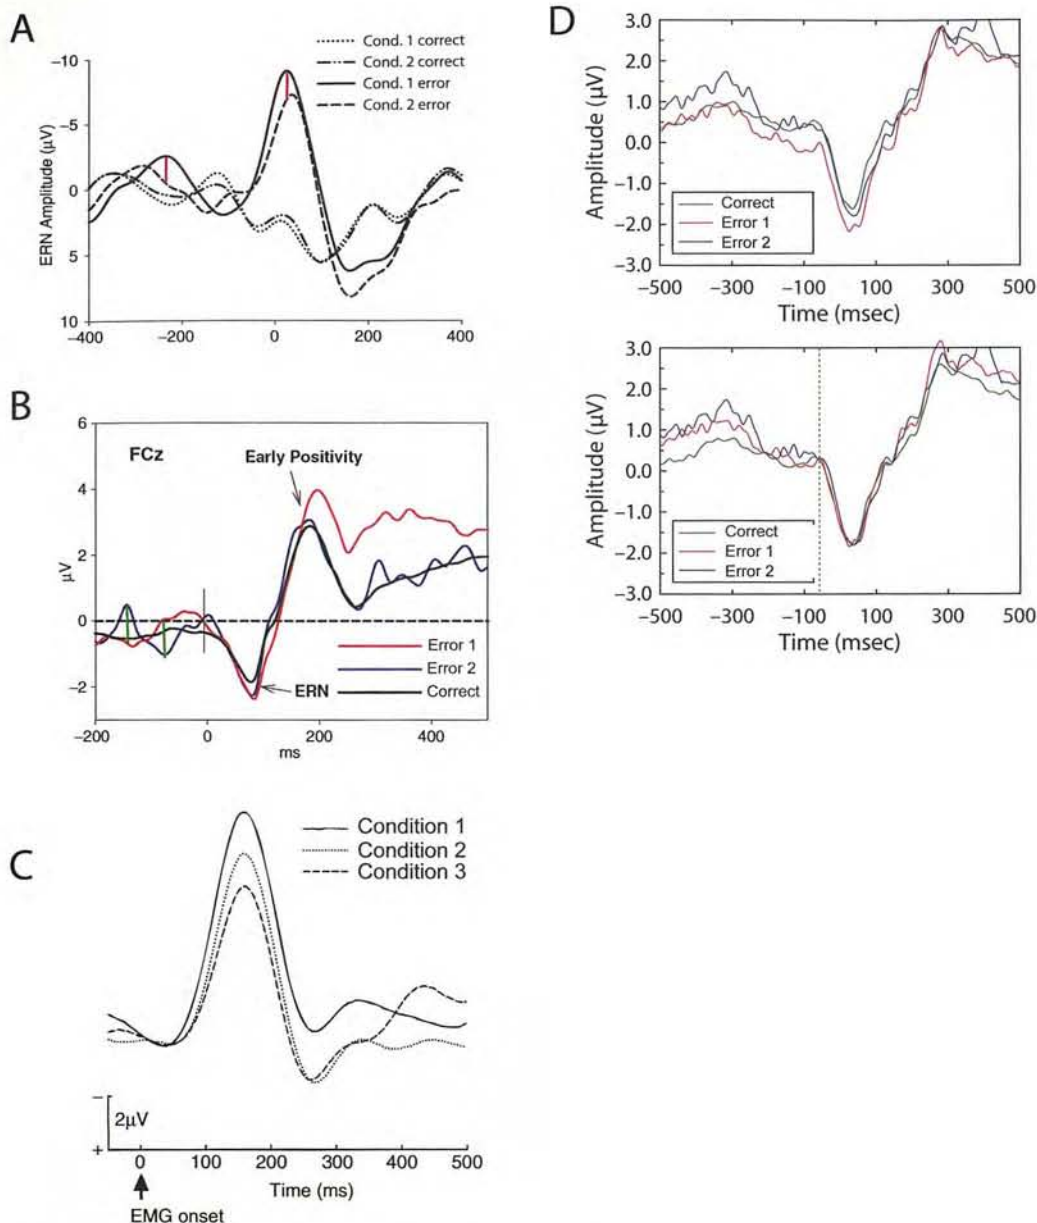 A
Cond. 1 correct
Cond. 2 correct
Cond. 1 error
Cond. 2 error
ERN Amplitude (μV)
-10
-5
0
5
10
-400
-200
0
200
400
B
FCz
Early Positivity
ERN
Error 1
Error 2
Correct
μV
6
4
2
0
-2
-200
0
200
400
ms
C
Condition 1
Condition 2
Condition 3
−
2μV
+
0
100
200
300
400
500
Time (ms)
EMG onset
D
Amplitude (μV)
3.0
2.0
1.0
0.0
-1.0
-2.0
-3.0
Correct
Error 1
Error 2
-500
-300
-100
100
300
500
Time (msec)
Amplitude (μV)
3.0
2.0
1.0
0.0
-1.0
-2.0
-3.0
Correct
Error 1
Error 2
-500
-300
-100
100
300
500
Time (msec)